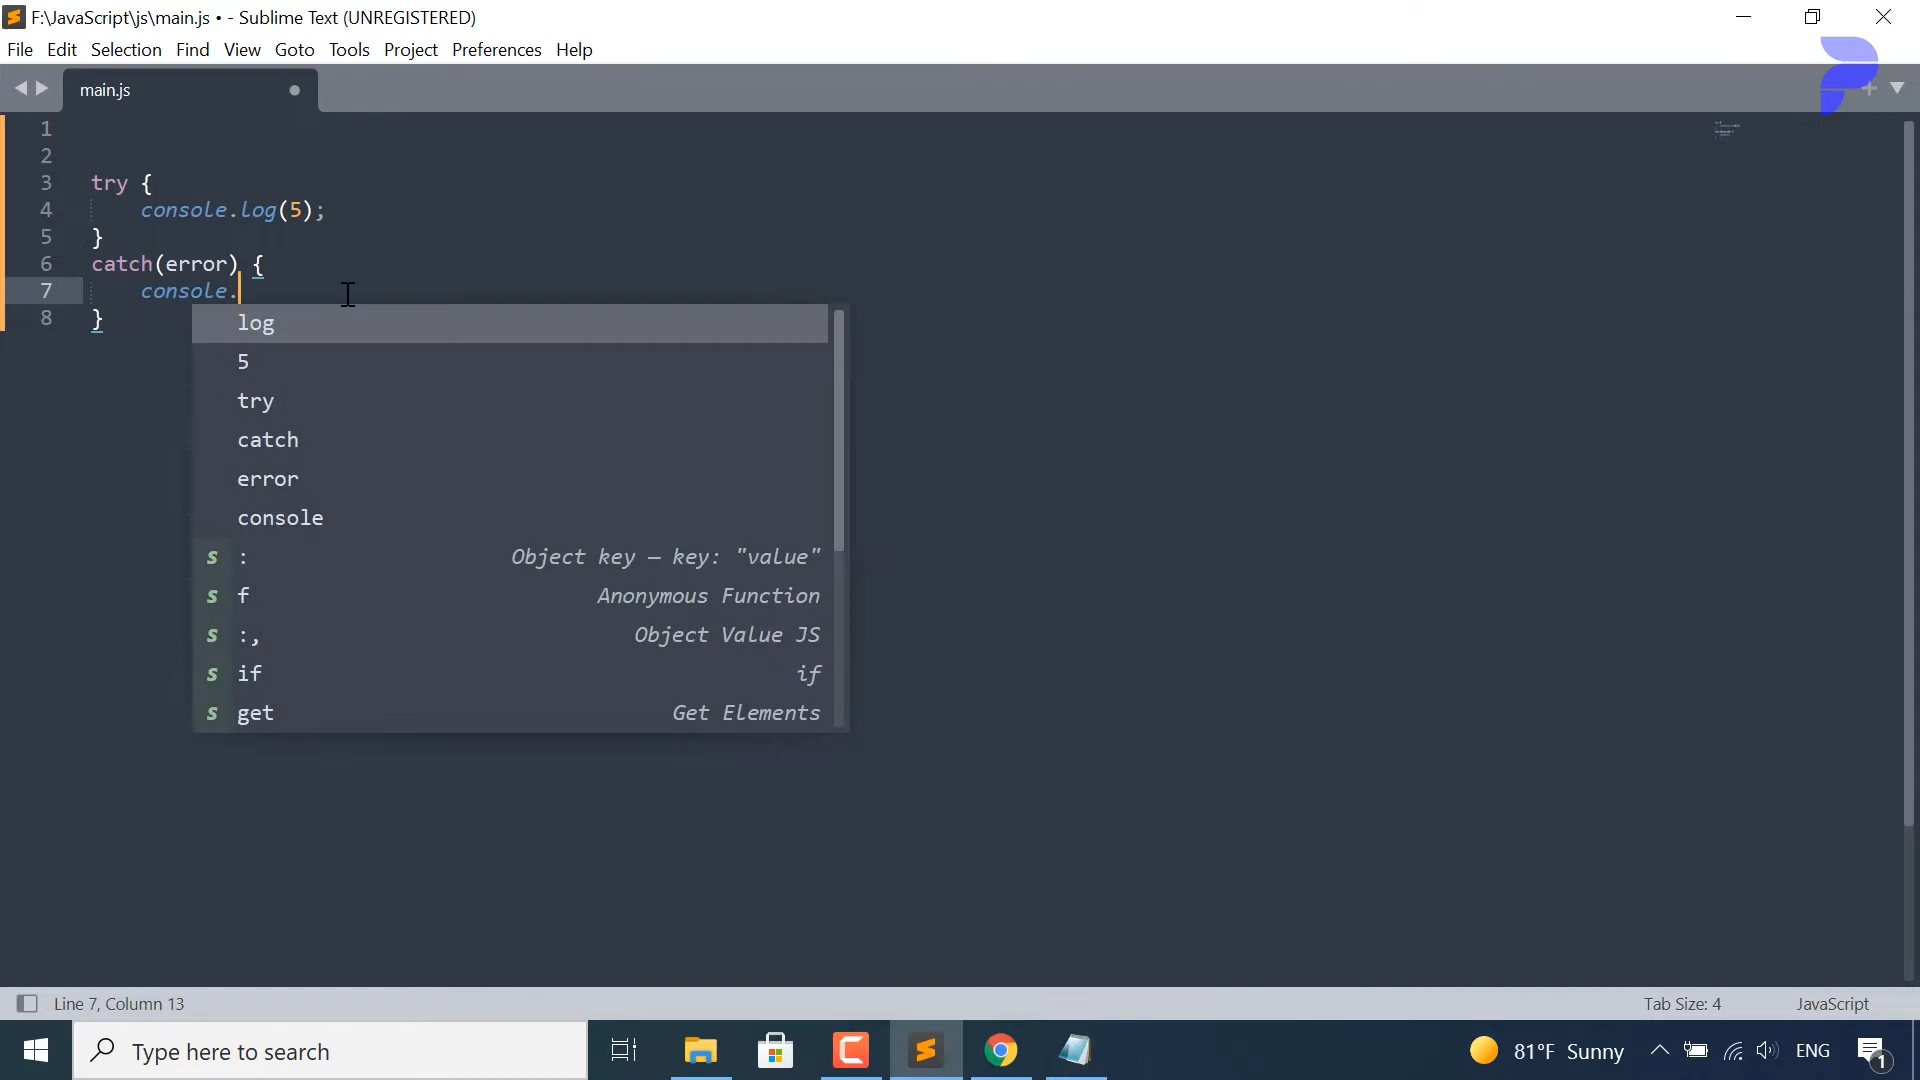 F:\JavaScript\js\main.js • - Sublime Text (UNREGISTERED)
File Edit Selection Find View Goto Tools Project Preferences Help
main.js
1
2
3 try {
4 console.log(5);
5 }
6 catch(error) {
7 console.
8 }
log
5
try
catch
error
console
s : Object key — key: "value"
s f Anonymous Function
s :, Object Value JS
s if if
s get Get Elements
Line 7, Column 13 Tab Size: 4 JavaScript
Type here to search 81°F Sunny ENG 1